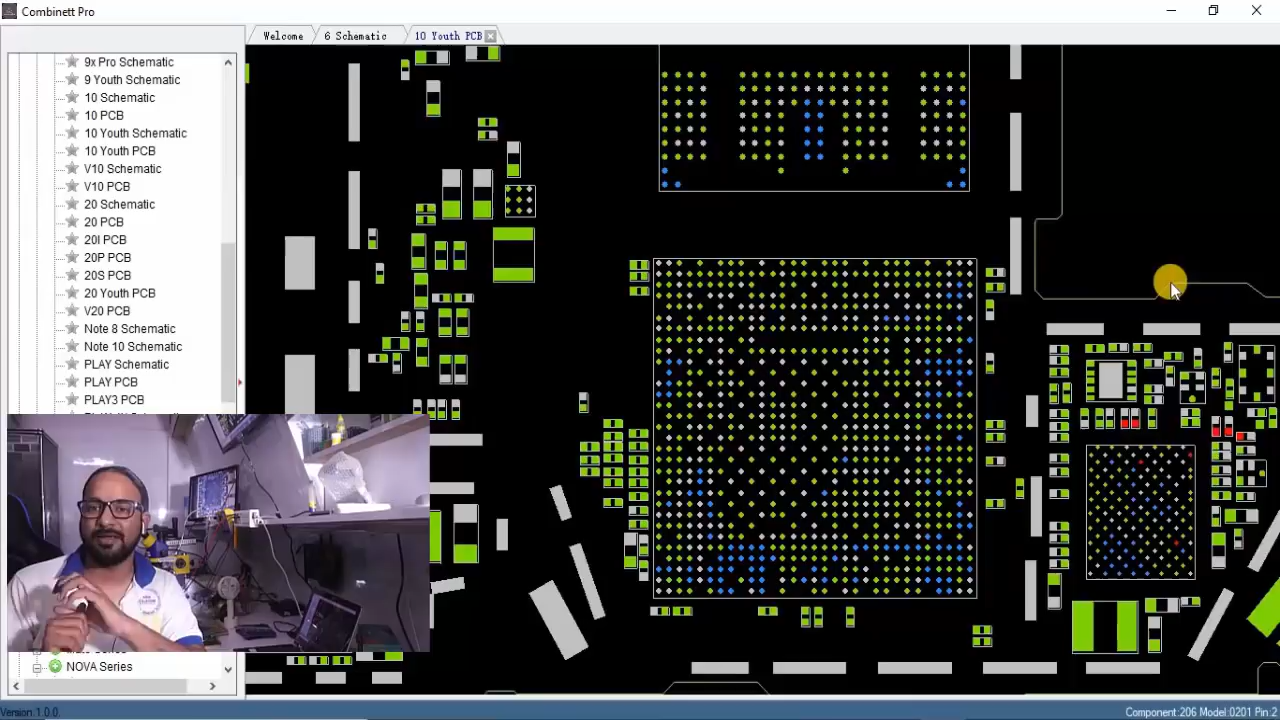 Combinett Pro
Welcome
6 Schematic
10 Youth PCB
9x Pro Schematic
9 Youth Schematic
10 Schematic
10 PCB
10 Youth Schematic
10 Youth PCB
V10 Schematic
V10 PCB
20 Schematic
20 PCB
20I PCB
20P PCB
20S PCB
20 Youth PCB
V20 PCB
Note 8 Schematic
Note 10 Schematic
PLAY Schematic
PLAY PCB
PLAY3 PCB
NOVA Series
Version:1.0.0.
Component:206 Model:0201 Pin:2